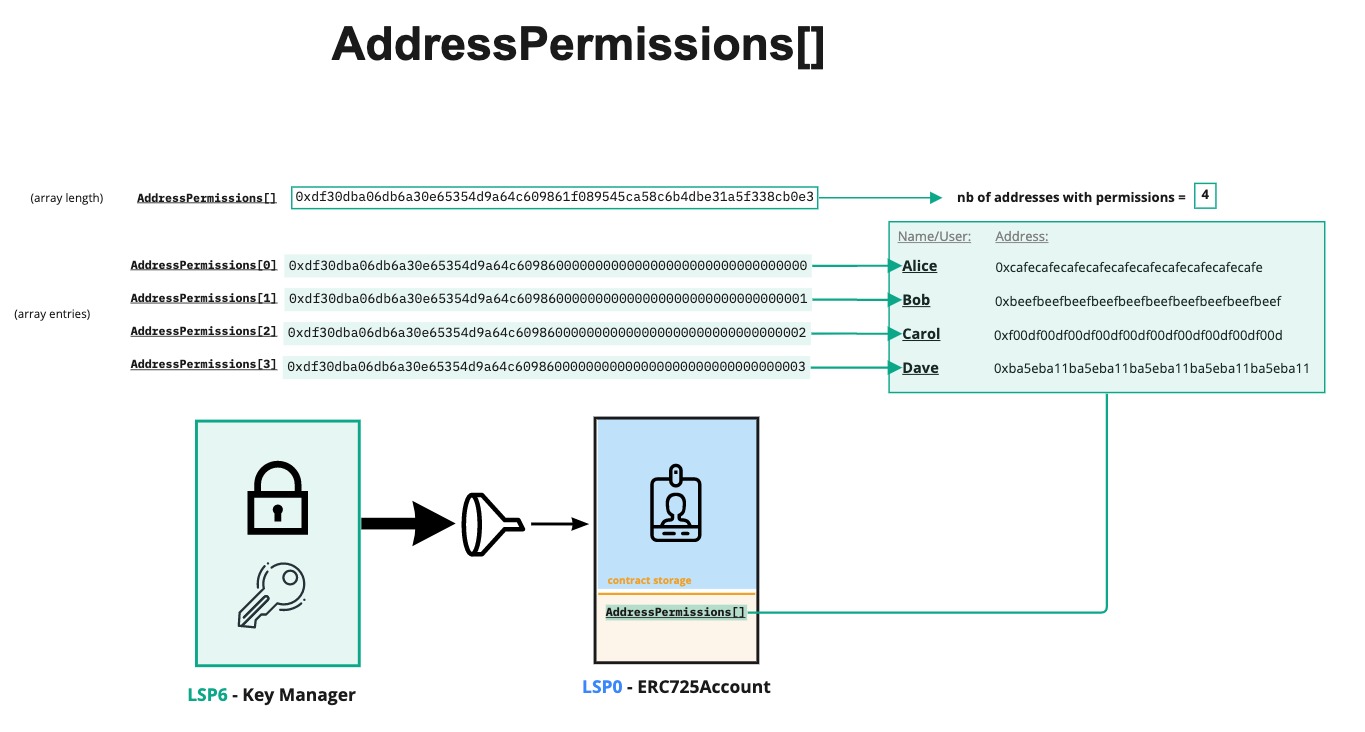 AddressPermissions[]
(array length) AddressPermissions[] 0xdf30dba06db6a30e65354d9a64c609861f089545ca58c6b4dbe31a5f338cb0e3 nb of addresses with permissions = 4
Name/User: Address:
AddressPermissions[0] 0xdf30dba06db6a30e65354d9a64c6098600000000000000000000000000000000 Alice 0xcafecafecafecafecafecafecafecafecafecafe
AddressPermissions[1] 0xdf30dba06db6a30e65354d9a64c6098600000000000000000000000000000001 Bob 0xbeefbeefbeefbeefbeefbeefbeefbeefbeefbeef
(array entries)
AddressPermissions[2] 0xdf30dba06db6a30e65354d9a64c6098600000000000000000000000000000002 Carol 0xf00df00df00df00df00df00df00df00df00df00d
AddressPermissions[3] 0xdf30dba06db6a30e65354d9a64c6098600000000000000000000000000000003 Dave 0xba5eba11ba5eba11ba5eba11ba5eba11ba5eba11
contract storage
AddressPermissions[]
LSP6 - Key Manager
LSP0 - ERC725Account